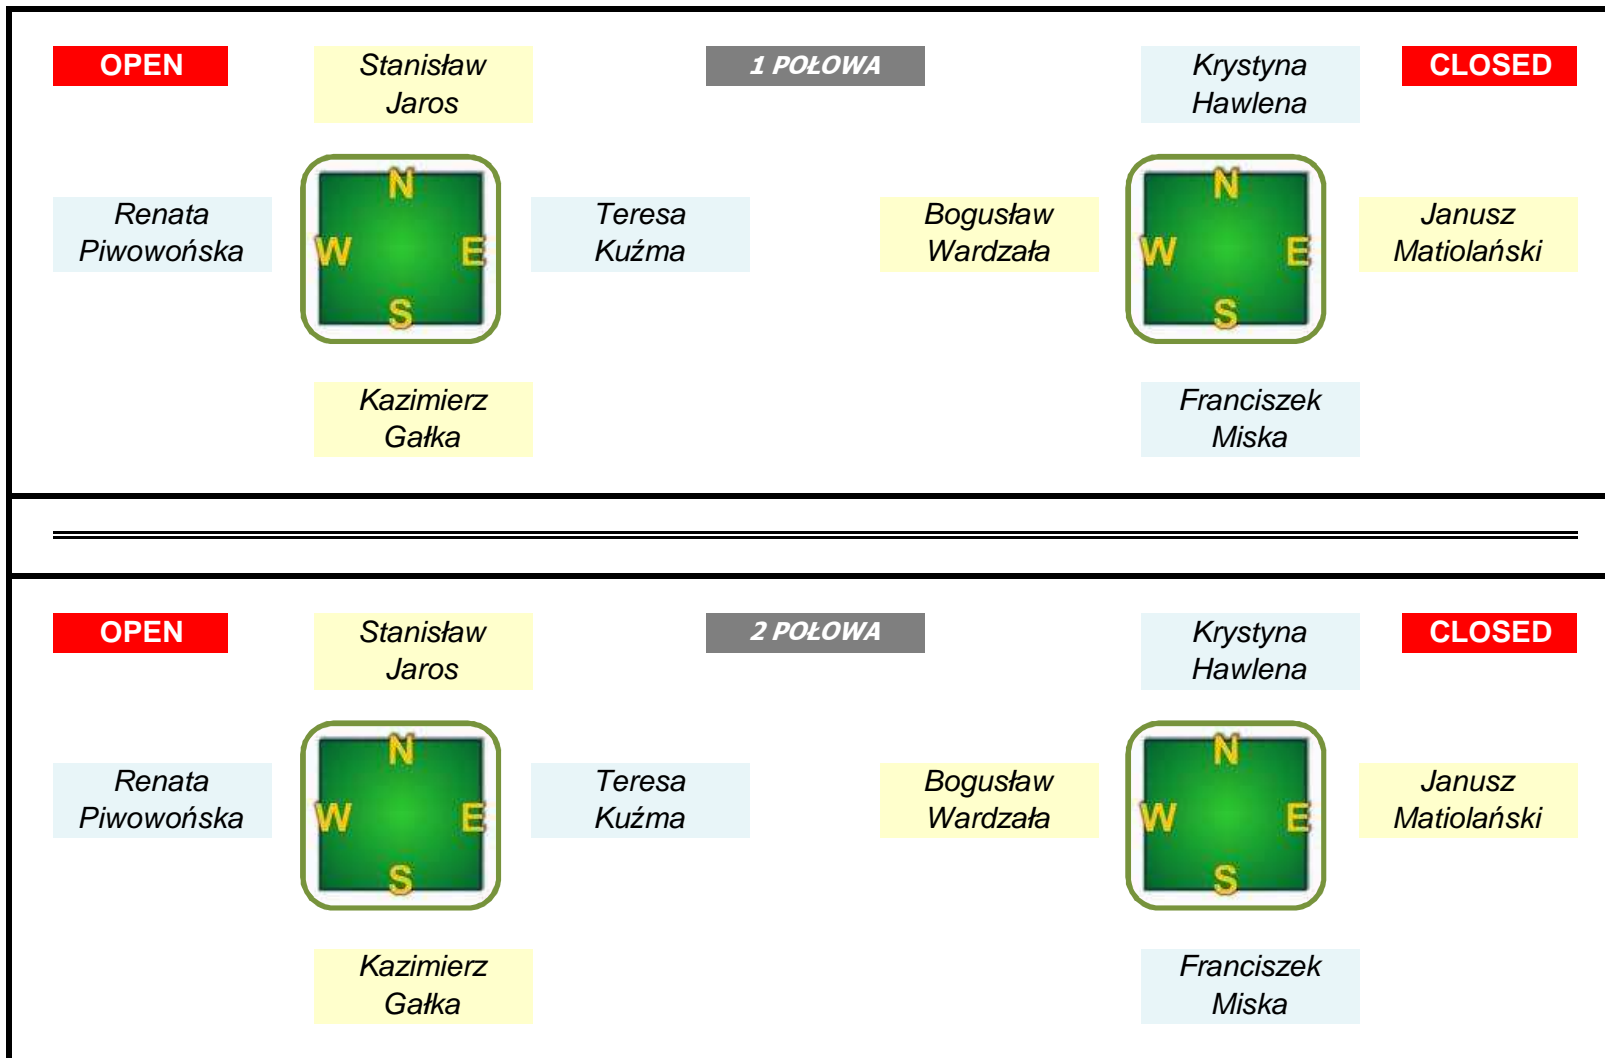 OPEN
Stanisław
Jaros
1 POŁOWA
Krystyna
Hawlena
CLOSED
Renata
Piwowońska
N
W E
S
Teresa
Kuźma
Bogusław
Wardzała
N
W E
S
Janusz
Matiolański
Kazimierz
Gałka
Franciszek
Miska
OPEN
Stanisław
Jaros
2 POŁOWA
Krystyna
Hawlena
CLOSED
Renata
Piwowońska
N
W E
S
Teresa
Kuźma
Bogusław
Wardzała
N
W E
S
Janusz
Matiolański
Kazimierz
Gałka
Franciszek
Miska